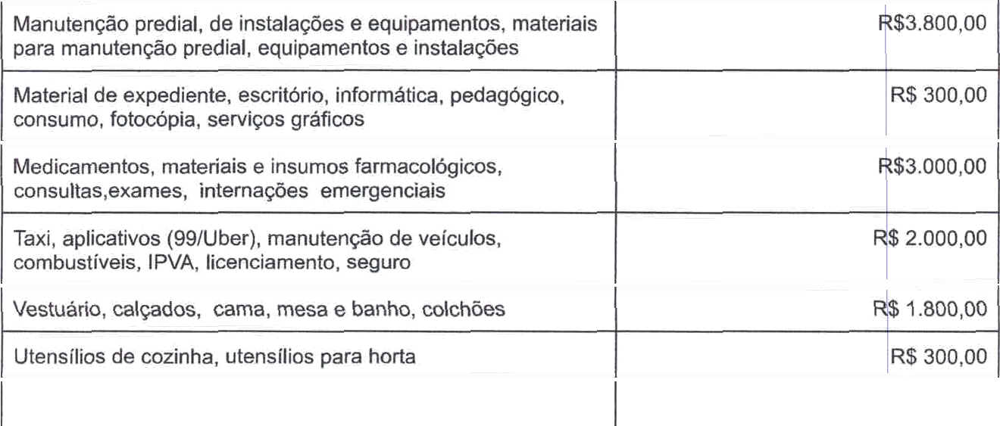 Manutenção predial, de instalações e equipamentos, materiais R$3.800,00
para manutenção predial, equipamentos e instalações
Material de expediente, escritório, informática, pedagógico, R$ 300,00
consumo, fotocópia, serviços gráficos
Medicamentos, materiais e insumos farmacológicos, R$3.000,00
consultas,exames, internações emergenciais
Taxi, aplicativos (99/Uber), manutenção de veículos, R$ 2.000,00
combustíveis, IPVA, licenciamento, seguro
Vestuário, calçados, cama, mesa e banho, colchões R$ 1.800,00
Utensílios de cozinha, utensílios para horta R$ 300,00